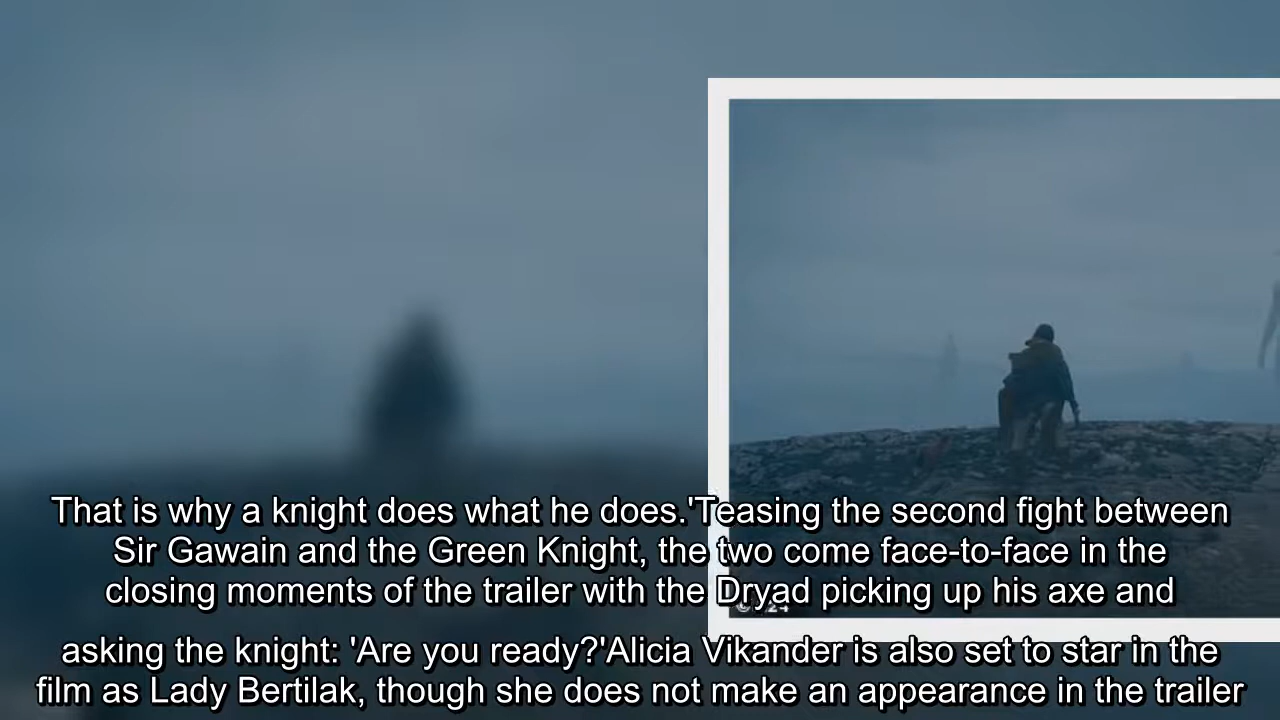 That is why a knight does what he does.'Teasing the second fight between
Sir Gawain and the Green Knight, the two come face-to-face in the
closing moments of the trailer with the Dryad picking up his axe and
asking the knight: 'Are you ready?'Alicia Vikander is also set to star in the
film as Lady Bertilak, though she does not make an appearance in the trailer